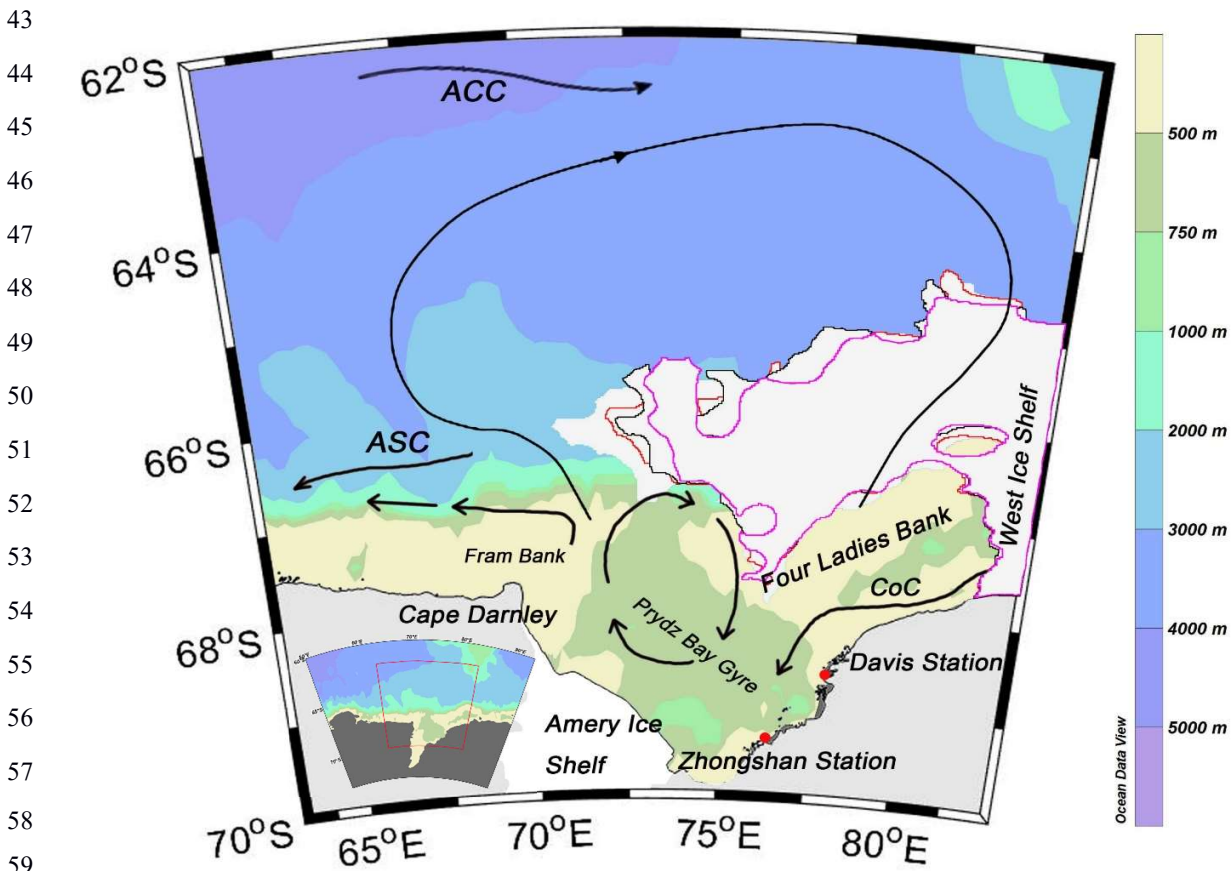 43
44
45
46
47
48
49
50
51
52
53
54
55
56
57
58
59
62°S
64°S
66°S
68°S
70°S
65°E
70°E
75°E
80°E
ACC
ASC
Fram Bank
Cape Darnley
Prydz Bay Gyre
Four Ladies Bank
CoC
West Ice Shelf
Davis Station
Zhongshan Station
Amery Ice
Shelf
500 m
750 m
1000 m
2000 m
3000 m
4000 m
5000 m
Ocean Data View